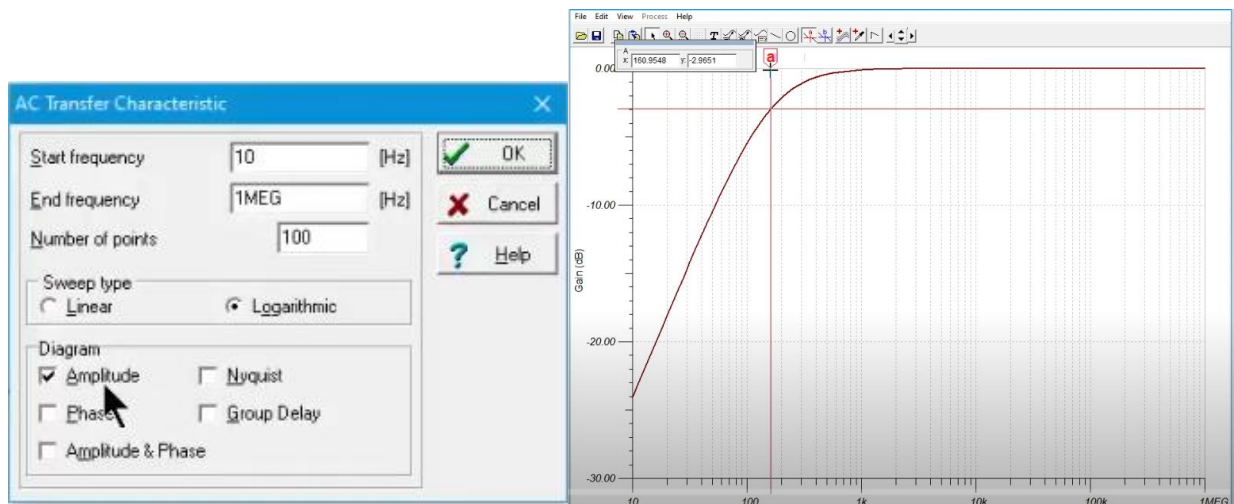 AC Transfer Characteristic
Start frequency 10 [Hz]
End frequency 1MEG [Hz]
Number of points 100
Sweep type
Linear Logarithmic
Diagram
Amplitude Nyquist
Phase Group Delay
Amplitude & Phase
OK
Cancel
? Help
File Edit View Process Help
T
A
x: 160.9548 y: -2.9651
a
0.00
-10.00
Gain (dB)
-20.00
-30.00
10 100 1k 10k 100k 1MEG